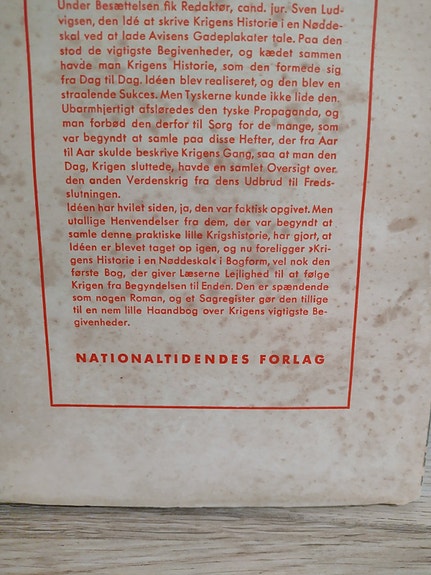 Under Besættelsen fik Redaktør, cand. jur. Sven Lud-
vigsen, den Idé at skrive Krigens Historie i en Nødde-
skal ved at lade Avisens Gadeplakater tale. Paa den
stod de vigtigste Begivenheder, og kædet sammen
havde man Krigens Historie, som den formede sig
fra Dag til Dag. Idéen blev realiseret, og den blev en
straalende Sukces. Men Tyskerne kunde ikke lide den.
Ubarmhjertigt afsløredes den tyske Propaganda, og
man forbød den derfor til Sorg for de mange, som
var begyndt at samle paa disse Hefter, der fra Aar
til Aar skulde beskrive Krigens Gang, saa at man den
Dag, Krigen sluttede, havde en samlet Oversigt over
den anden Verdenskrig fra dens Udbrud til Freds-
slutningen.
Idéen har hvilet siden, ja, den var faktisk opgivet. Men
utallige Henvendelser fra dem, der var begyndt at
samle denne praktiske lille Krigshistorie, har gjort, at
Idéen er blevet taget op igen, og nu foreligger »Kri-
gens Historie i en Nøddeskal« i Bogform, vel nok den
første Bog, der giver Læserne Lejlighed til at følge
Krigen fra Begyndelsen til Enden. Den er spændende
som nogen Roman, og et Sagregister gør den tillige
til en nem lille Haandbog over Krigens vigtigste Be-
givenheder.
NATIONALTIDENDES FORLAG